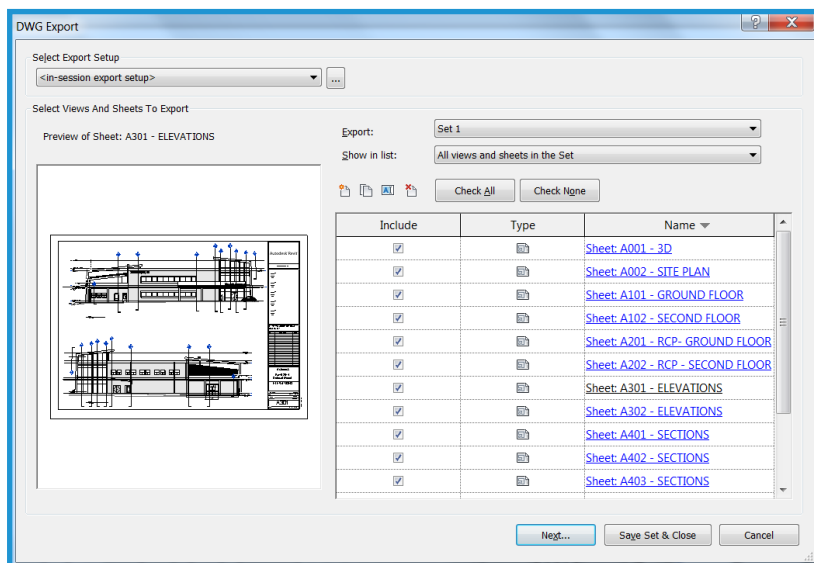 DWG Export
Select Export Setup
<in-session export setup>
...
Select Views And Sheets To Export
Preview of Sheet: A301 - ELEVATIONS
Export:
Set 1
Show in list:
All views and sheets in the Set
Check All
Check None
Include Type Name
Sheet: A001 - 3D
Sheet: A002 - SITE PLAN
Sheet: A101 - GROUND FLOOR
Sheet: A102 - SECOND FLOOR
Sheet: A201 - RCP- GROUND FLOOR
Sheet: A202 - RCP - SECOND FLOOR
Sheet: A301 - ELEVATIONS
Sheet: A302 - ELEVATIONS
Sheet: A401 - SECTIONS
Sheet: A402 - SECTIONS
Sheet: A403 - SECTIONS
Autodesk Revit
A301
Next...
Save Set & Close
Cancel